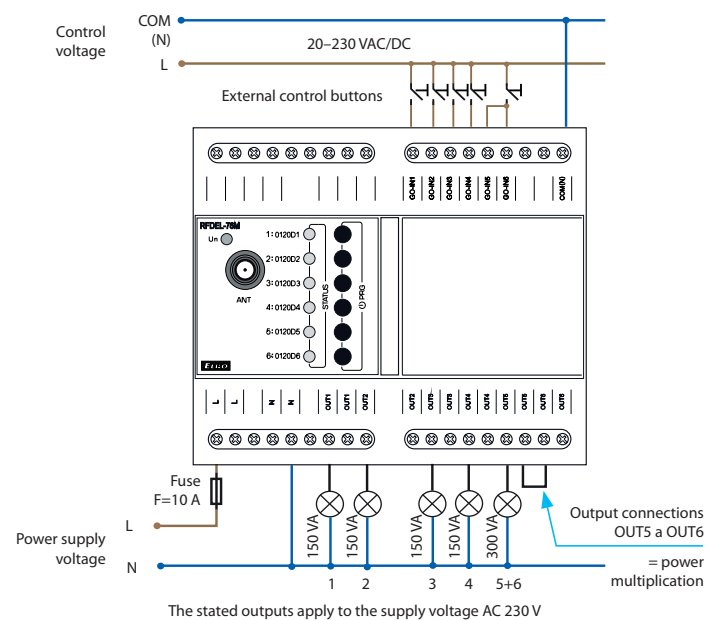 Control
voltage
COM
(N)
L
20–230 VAC/DC
External control buttons
GO-IN1
GO-IN2
GO-IN3
GO-IN4
GO-IN5
GO-IN6
COM(N)
RFDEL-76M
Un
ANT
1: 0120D1
2: 0120D2
3: 0120D3
4: 0120D4
5: 0120D5
6: 0120D6
STATUS
PRG
ELKO
L
L
N
N
OUT1
OUT1
OUT2
OUT2
OUT3
OUT4
OUT4
OUT5
OUT5
OUT6
OUT6
Fuse
F=10 A
Power supply
voltage
L
N
150 VA
150 VA
150 VA
150 VA
300 VA
1
2
3
4
5+6
Output connections
OUT5 a OUT6
= power
multiplication
The stated outputs apply to the supply voltage AC 230 V